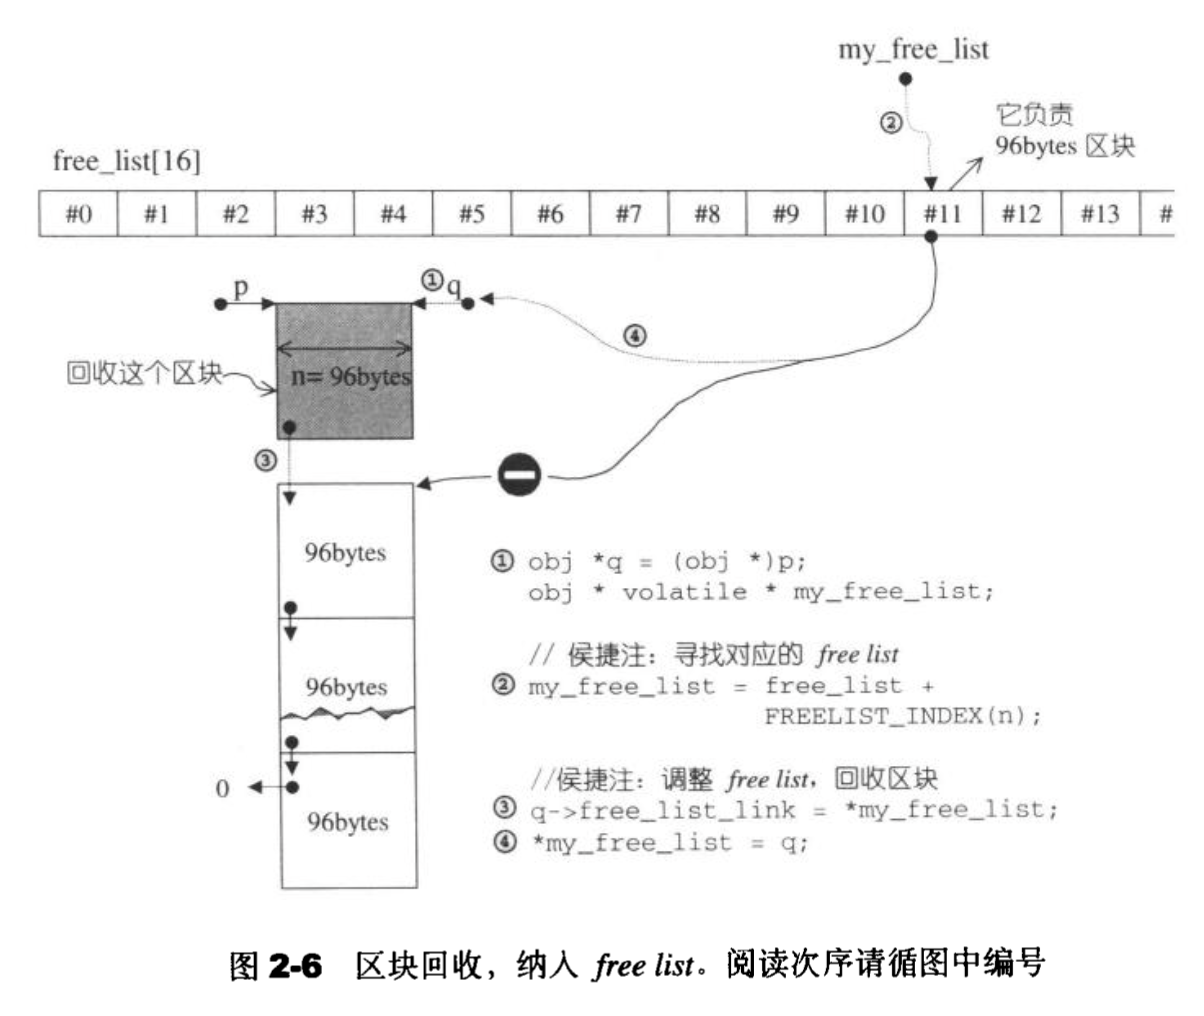 my_free_list
②
它负责
96bytes 区块
free_list[16]
#0 #1 #2 #3 #4 #5 #6 #7 #8 #9 #10 #11 #12 #13 #
p
① q
④
回收这个区块
n= 96bytes
③
96bytes
96bytes
0
96bytes
① obj *q = (obj *)p;
obj * volatile * my_free_list;
// 侯捷注：寻找对应的 free list
② my_free_list = free_list +
FREELIST_INDEX(n);
//侯捷注：调整 free list，回收区块
③ q->free_list_link = *my_free_list;
④ *my_free_list = q;
图 2-6 区块回收，纳入 free list。阅读次序请循图中编号